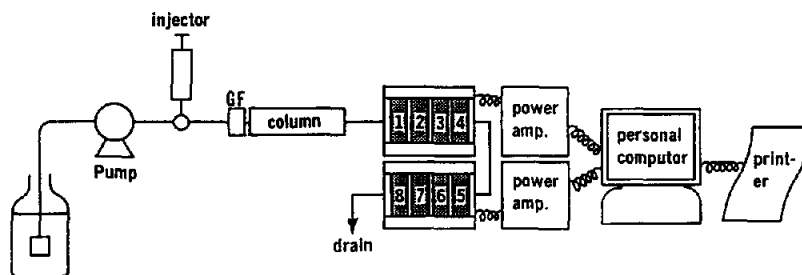 injector
GF
column
Pump
1 2 3 4
power
amp.
personal
computor
print-
er
8 7 6 5
power
amp.
drain